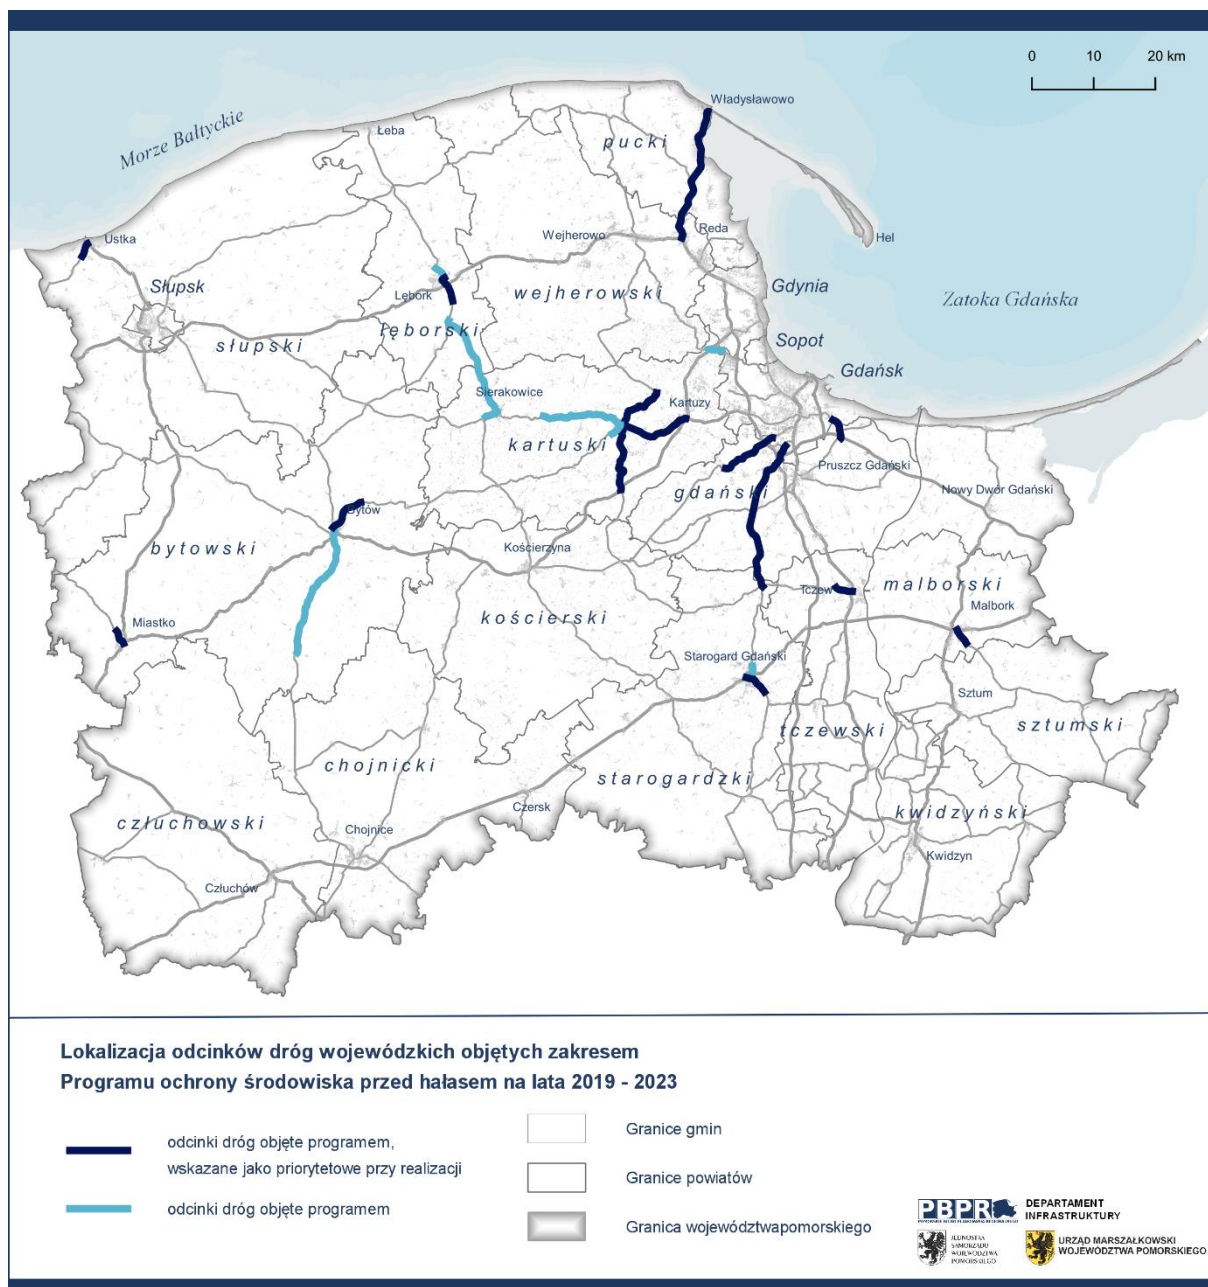 0 10 20 km
Władysławowo
Morze Bałtyckie
Łeba
pucki
Ustka
Wejherowo
Reda
Hel
Słupsk
Lębork
wejherowski
Gdynia
Zatoka Gdańska
słupski
lęborski
Sopot
Gdańsk
Sierakowice
Kartuzy
kartuski
Pruszcz Gdański
gdański
Nowy Dwór Gdański
Bytów
bytowski
Kościerzyna
malborski
Tczew
Malbork
Miastko
kościerski
Starogard Gdański
Sztum
sztumski
tczewski
chojnicki
starogardzki
Czersk
człuchowski
Chojnice
kwidzyński
Kwidzyn
Człuchów
Lokalizacja odcinków dróg wojewódzkich objętych zakresem
Programu ochrony środowiska przed hałasem na lata 2019 - 2023
odcinki dróg objęte programem,
wskazane jako priorytetowe przy realizacji
odcinki dróg objęte programem
Granice gmin
Granice powiatów
Granica województwapomorskiego
PBPR
DEPARTAMENT
INFRASTRUKTURY
JEDNOSTKA
SAMORZĄDU
WOJEWÓDZTWA
POMORSKIEGO
URZĄD MARSZAŁKOWSKI
WOJEWÓDZTWA POMORSKIEGO